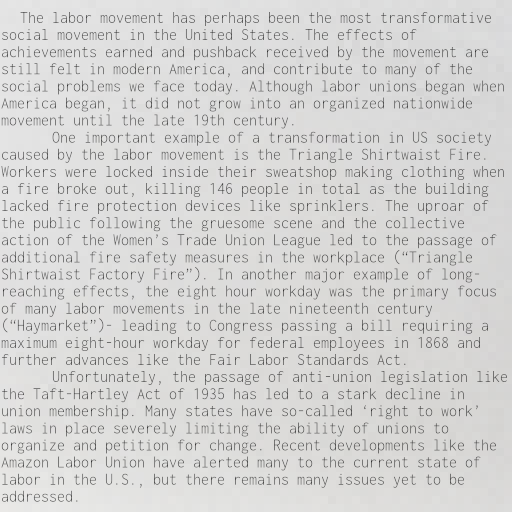 The labor movement has perhaps been the most transformative
social movement in the United States. The effects of
achievements earned and pushback received by the movement are
still felt in modern America, and contribute to many of the
social problems we face today. Although labor unions began when
America began, it did not grow into an organized nationwide
movement until the late 19th century.
One important example of a transformation in US society
caused by the labor movement is the Triangle Shirtwaist Fire.
Workers were locked inside their sweatshop making clothing when
a fire broke out, killing 146 people in total as the building
lacked fire protection devices like sprinklers. The uproar of
the public following the gruesome scene and the collective
action of the Women's Trade Union League led to the passage of
additional fire safety measures in the workplace (“Triangle
Shirtwaist Factory Fire”). In another major example of long-
reaching effects, the eight hour workday was the primary focus
of many labor movements in the late nineteenth century
(“Haymarket”)- leading to Congress passing a bill requiring a
maximum eight-hour workday for federal employees in 1868 and
further advances like the Fair Labor Standards Act.
Unfortunately, the passage of anti-union legislation like
the Taft-Hartley Act of 1935 has led to a stark decline in
union membership. Many states have so-called ‘right to work’
laws in place severely limiting the ability of unions to
organize and petition for change. Recent developments like the
Amazon Labor Union have alerted many to the current state of
labor in the U.S., but there remains many issues yet to be
addressed.